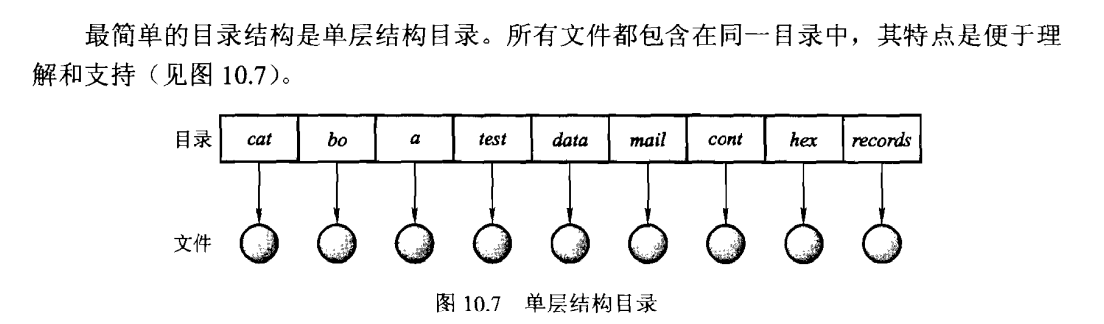 最简单的目录结构是单层结构目录。所有文件都包含在同一目录中，其特点是便于理
解和支持（见图 10.7）。
目录 cat bo a test data mail cont hex records
文件
图 10.7 单层结构目录